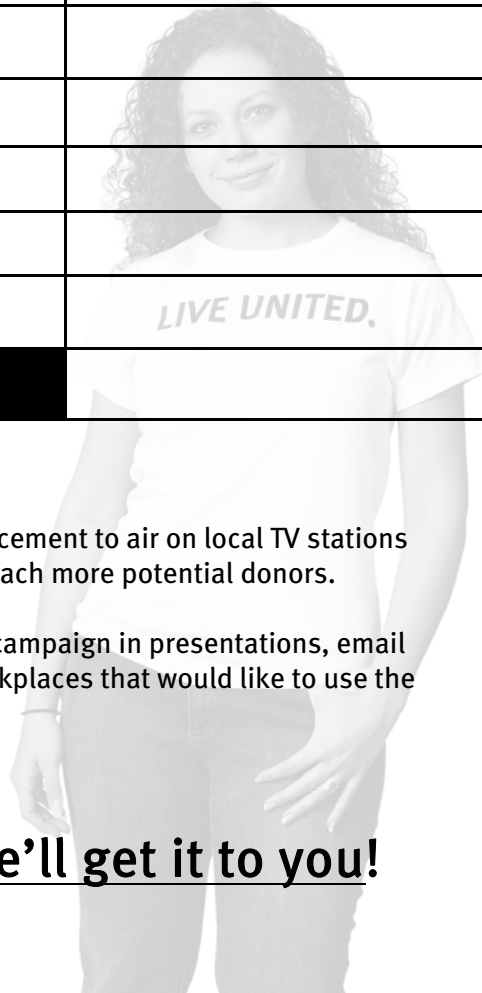 LIVE UNITED.
cement to air on local TV stations
ach more potential donors.
campaign in presentations, email
kplaces that would like to use the
e’ll get it to you!